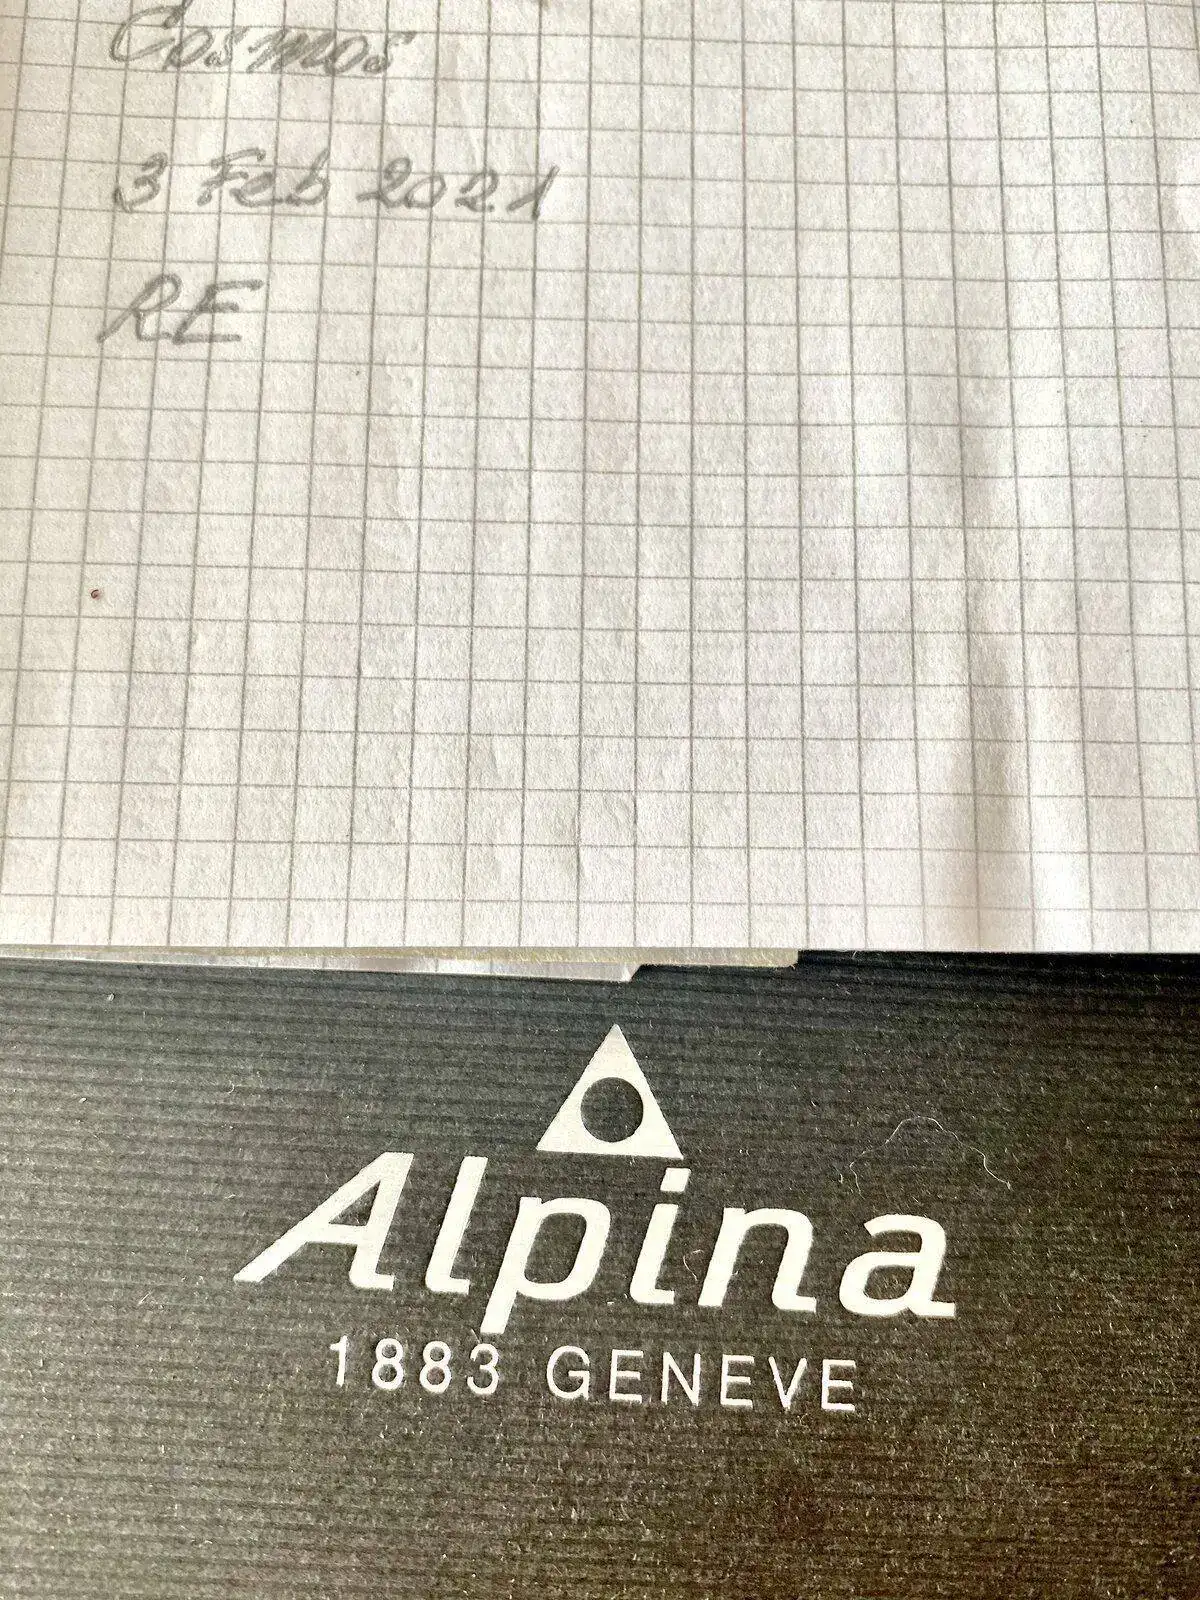 Cosmos
3 Feb 2021
RE
Alpina
1883 GENEVE